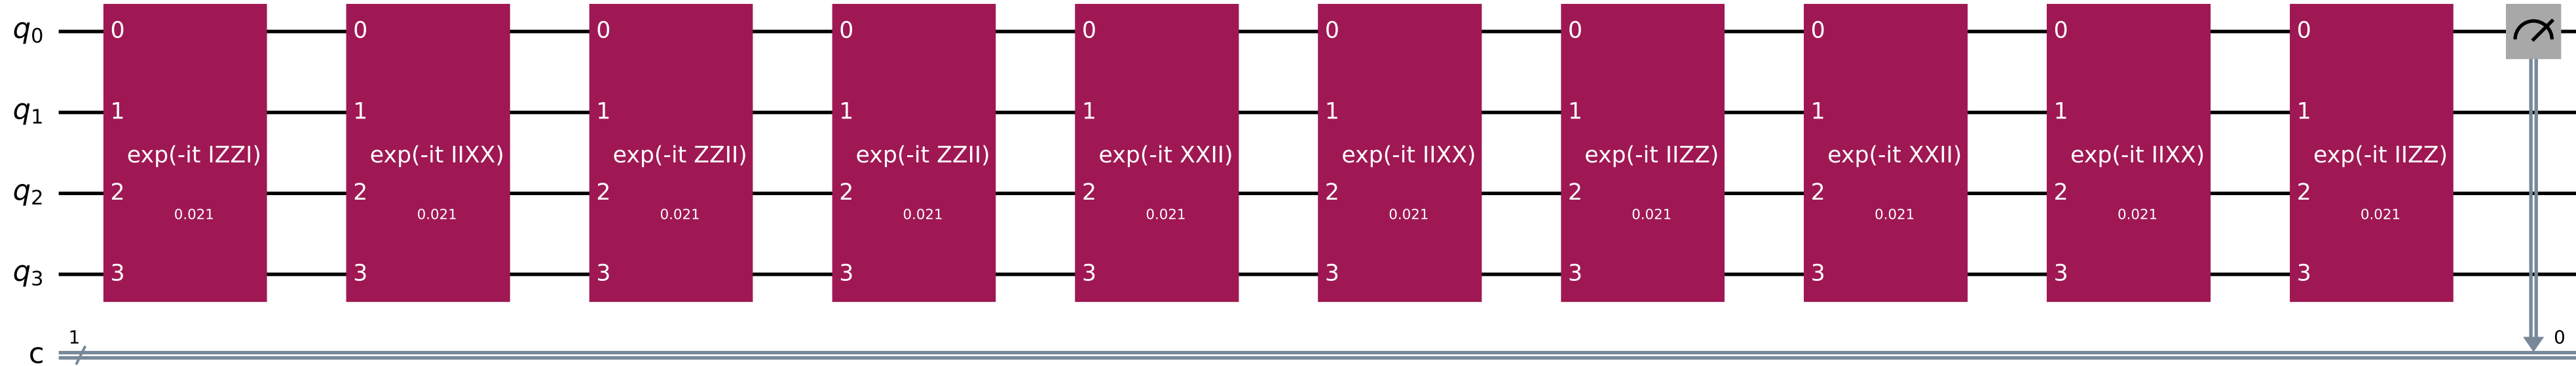 q0 0 0 0 0 0 0 0 0 0 0
q1 1 1 1 1 1 1 1 1 1 1
exp(-it IZZI) exp(-it IIXX) exp(-it ZZII) exp(-it ZZII) exp(-it XXII) exp(-it IIXX) exp(-it IIZZ) exp(-it XXII) exp(-it IIXX) exp(-it IIZZ)
q2 2 2 2 2 2 2 2 2 2 2
0.021 0.021 0.021 0.021 0.021 0.021 0.021 0.021 0.021 0.021
q3 3 3 3 3 3 3 3 3 3 3
1 0
c